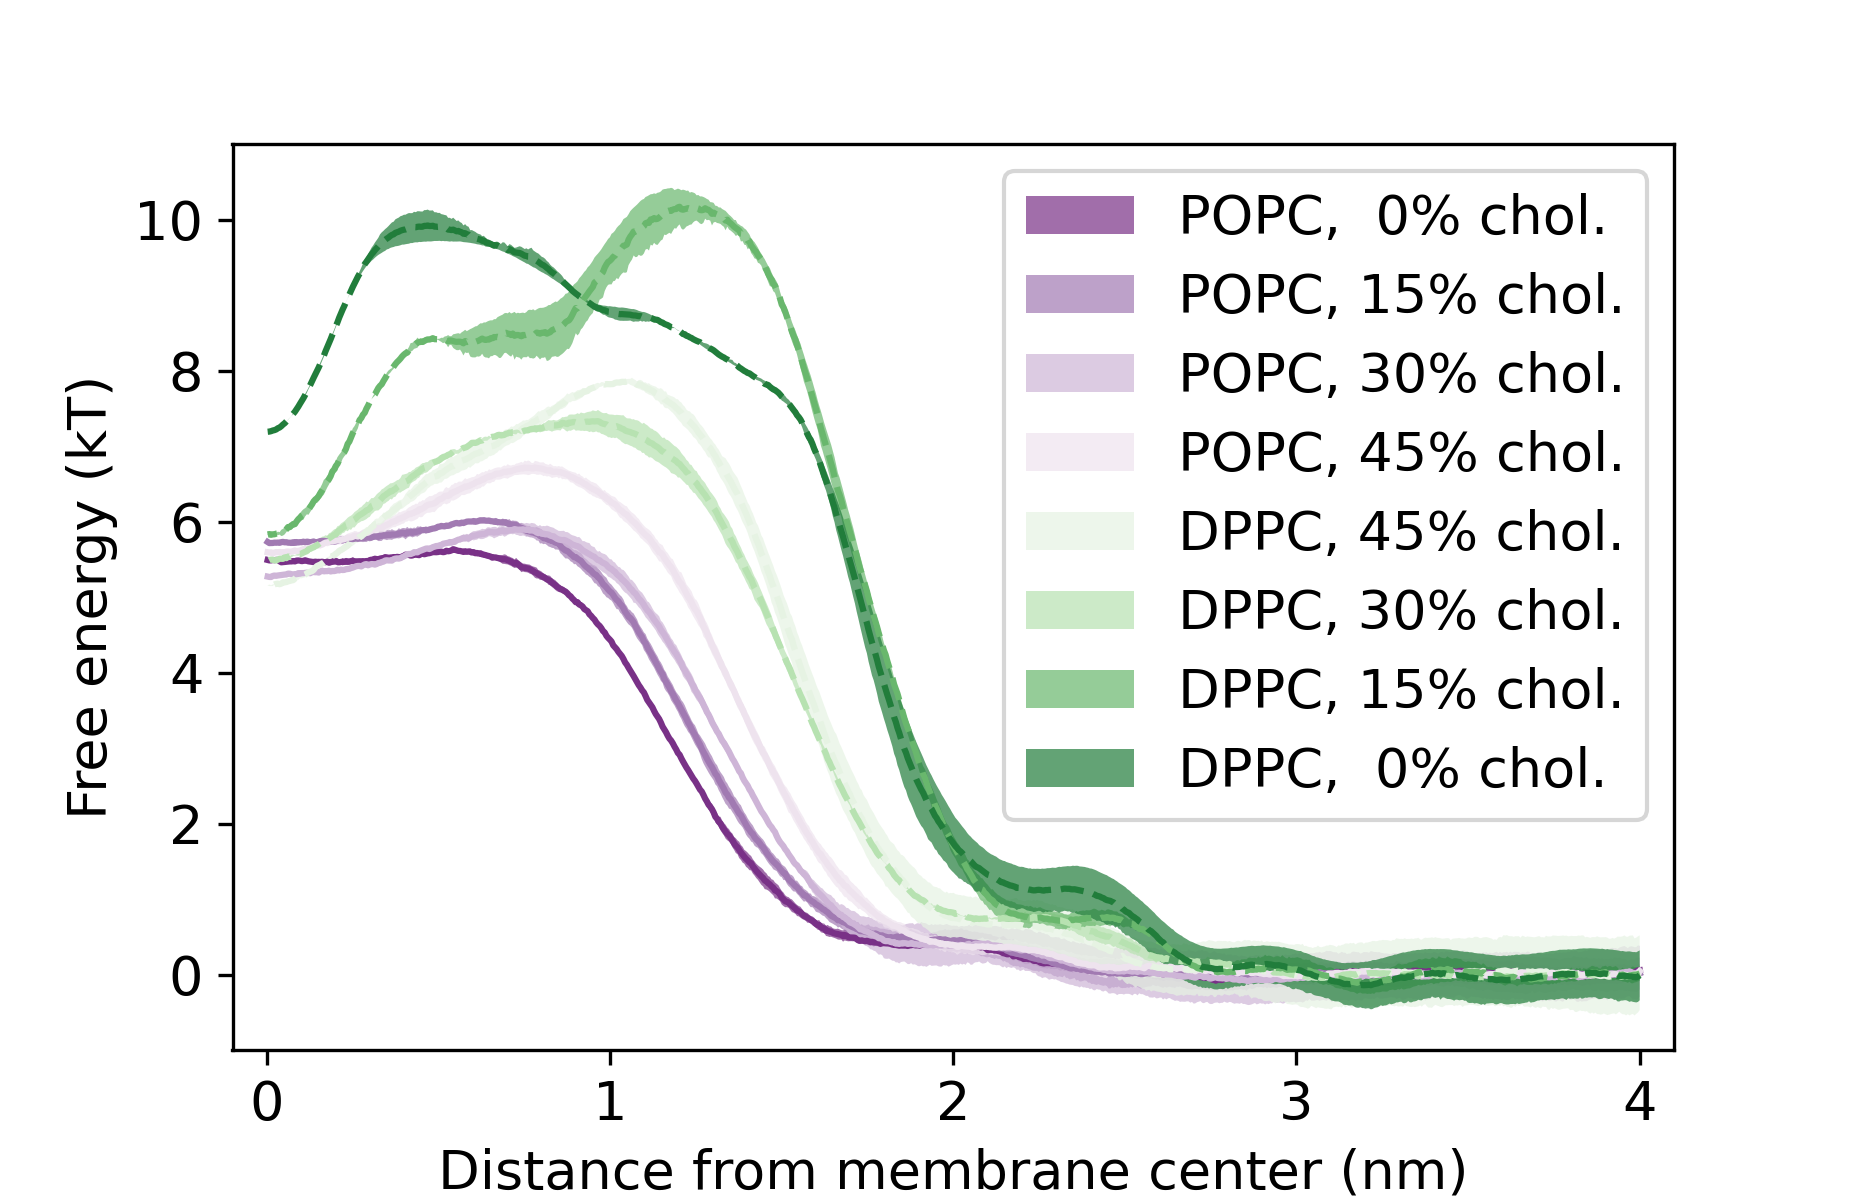 Free energy (kT)
10
8
6
4
2
0
POPC,  0% chol.
POPC, 15% chol.
POPC, 30% chol.
POPC, 45% chol.
DPPC, 45% chol.
DPPC, 30% chol.
DPPC, 15% chol.
DPPC,  0% chol.
0 1 2 3 4
Distance from membrane center (nm)